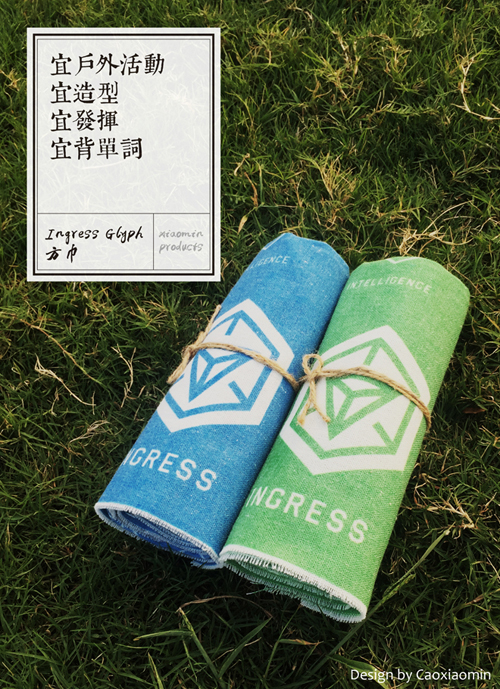 宜戶外活動
宜造型
宜發揮
宜背單詞
Ingress Glyph
方巾
xiaomin
products
LIGENCE
INTELLIGENCE
INGRESS
INGRESS
Design by Caoxiaomin